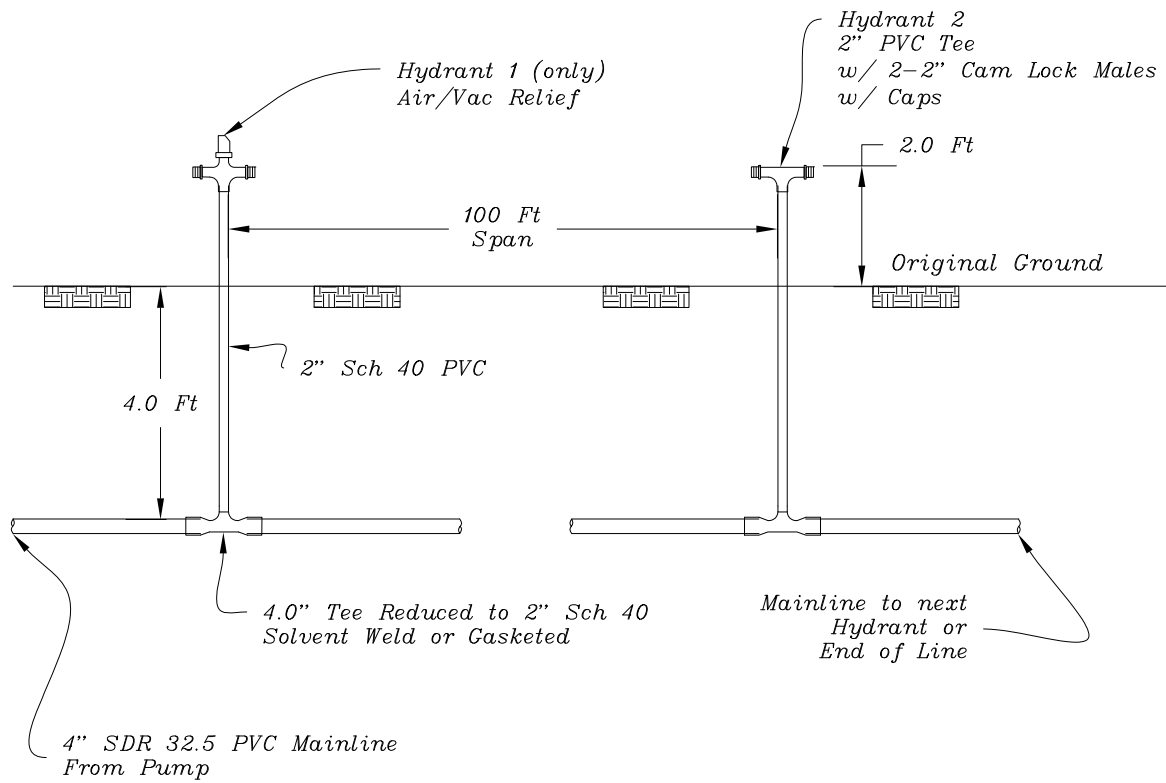 Hydrant 2
2" PVC Tee
w/ 2-2" Cam Lock Males
w/ Caps
Hydrant 1 (only)
Air/Vac Relief
2.0 Ft
100 Ft
Span
Original Ground
2" Sch 40 PVC
4.0 Ft
4.0" Tee Reduced to 2" Sch 40
Solvent Weld or Gasketed
Mainline to next
Hydrant or
End of Line
4" SDR 32.5 PVC Mainline
From Pump